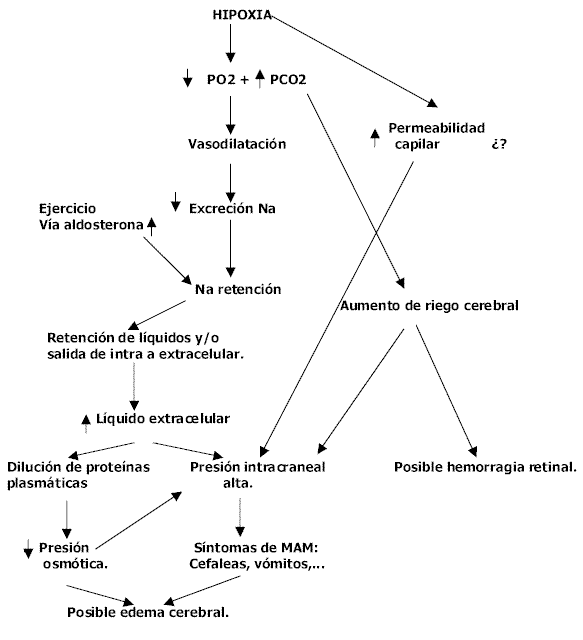 HIPOXIA
PO2 + PCO2
Permeabilidad
capilar ¿?
Vasodilatación
Excreción Na
Ejercicio
Vía aldosterona
Na retención
Aumento de riego cerebral
Retención de líquidos y/o
salida de intra a extracelular.
Líquido extracelular
Dilución de proteínas
plasmáticas
Presión intracraneal
alta.
Posible hemorragia retinal.
Presión
osmótica.
Síntomas de MAM:
Cefaleas, vómitos,...
Posible edema cerebral.